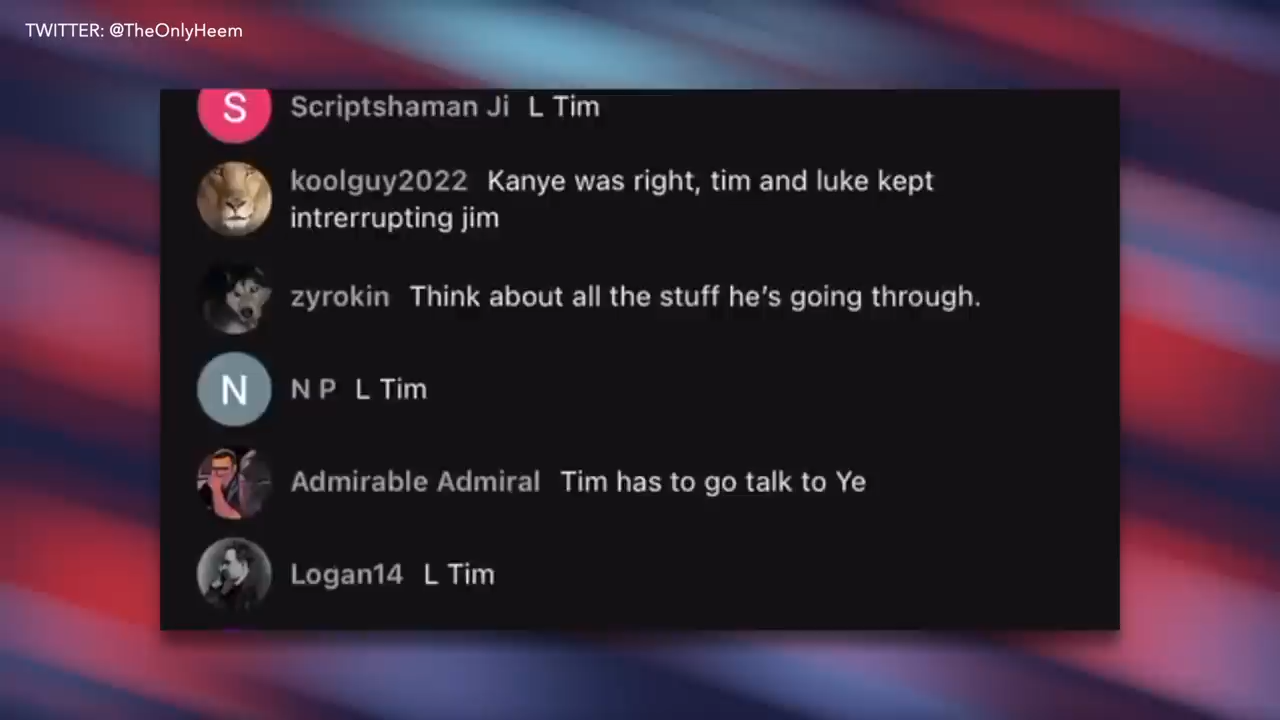 TWITTER: @TheOnlyHeem
S Scriptshaman Ji L Tim
koolguy2022 Kanye was right, tim and luke kept
intrerrupting jim
zyrokin Think about all the stuff he's going through.
N N P L Tim
Admirable Admiral Tim has to go talk to Ye
Logan14 L Tim